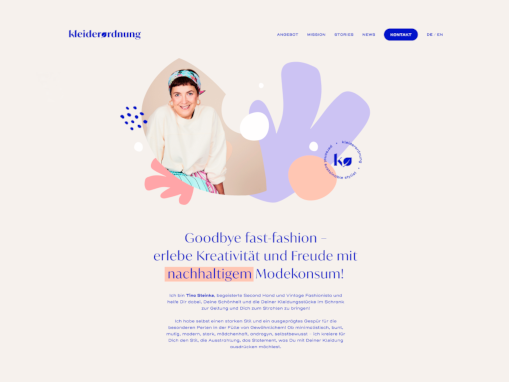 kleiderordnung
ANGEBOT MISSION STORIES NEWS KONTAKT DE | EN
ko
Goodbye fast-fashion –
erlebe Kreativität und Freude mit
nachhaltigem Modekonsum!
Ich bin Tina Steinke, begeisterte Second Hand und Vintage Fashionista und
helfe Dir dabei, Deine Schönheit und die Deiner Kleidungsstücke im Schrank
zur Geltung und Dich zum Strahlen zu bringen!
Ich habe selbst einen starken Stil und ein ausgeprägtes Gespür für die
besonderen Perlen in der Fülle von Gewöhnlichem! Ob minimalistisch, bunt,
mutig, modern, stark, mädchenhaft, androgyn, selbstbewusst – ich kreiere für
Dich den Stil, die Ausstrahlung, das Statement, was Du mit Deiner Kleidung
ausdrücken möchtest.